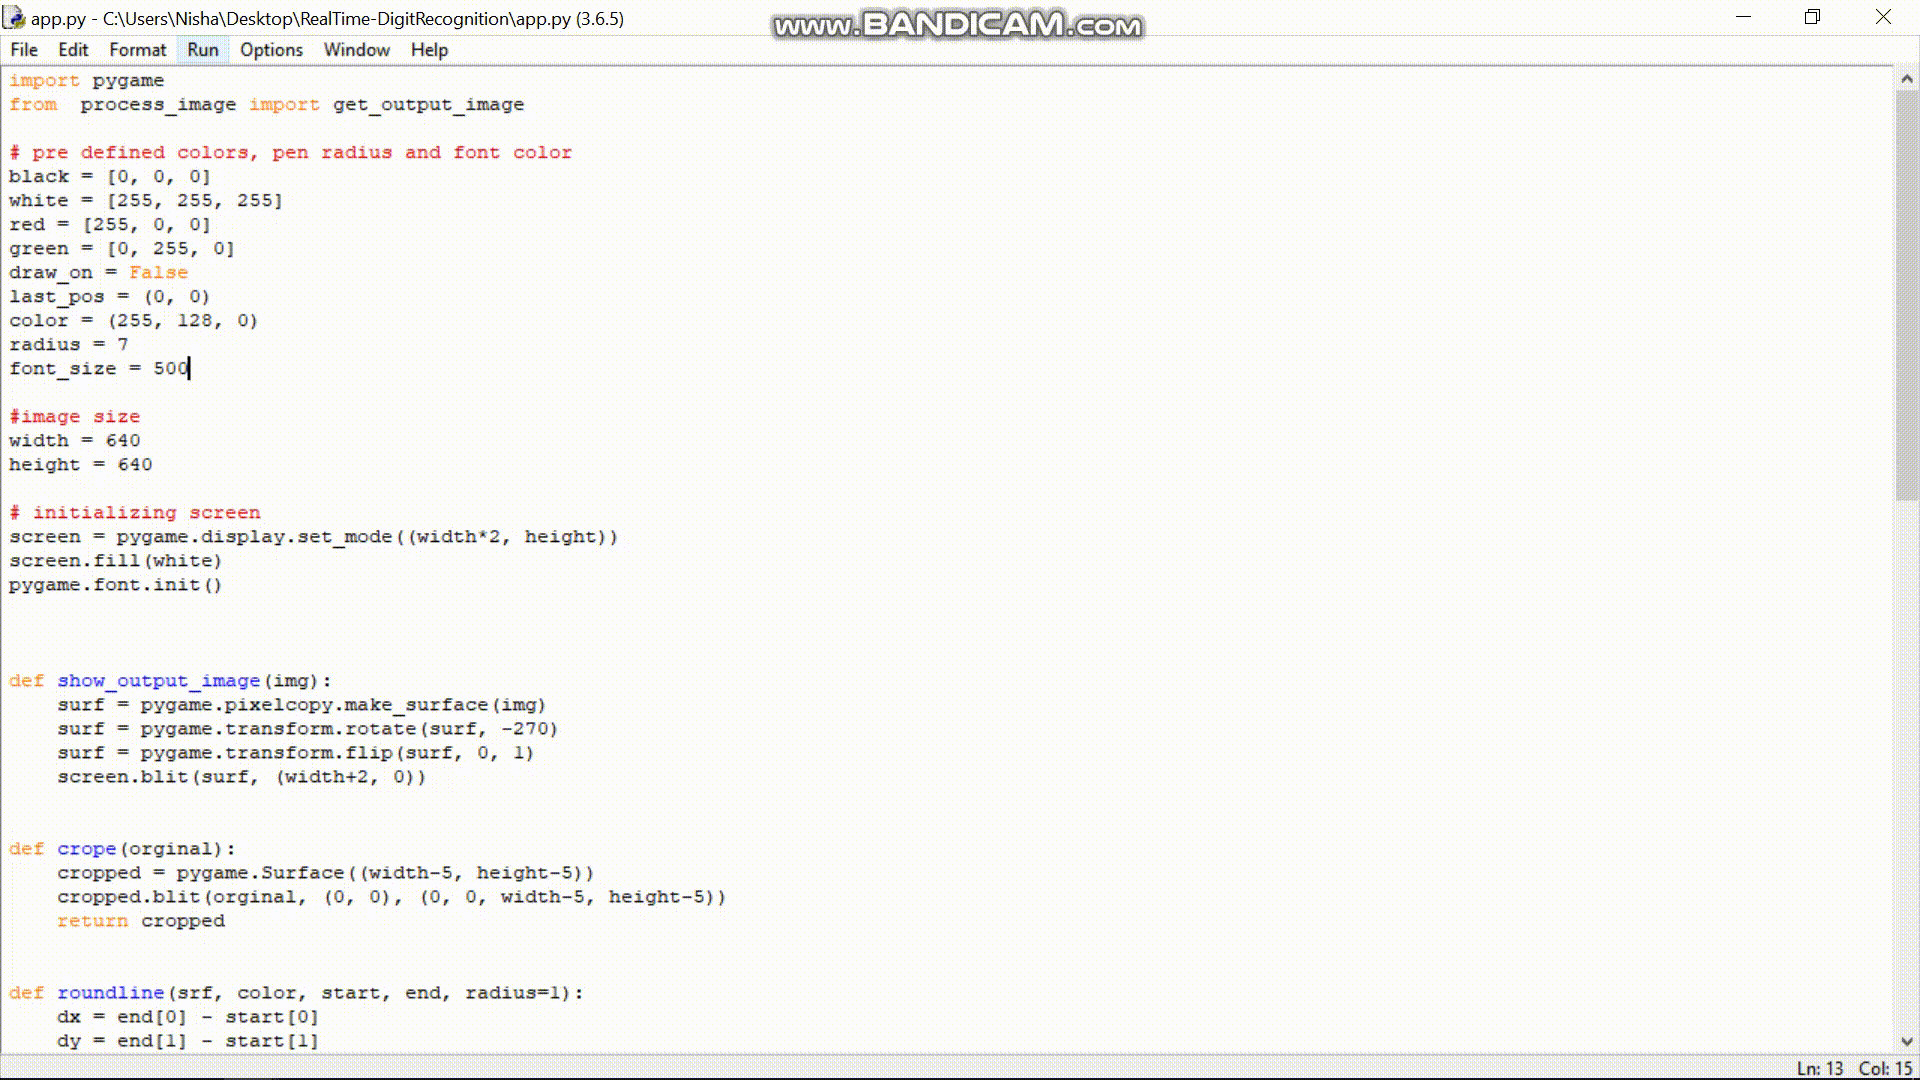 app.py - C:\Users\Nisha\Desktop\RealTime-DigitRecognition\app.py (3.6.5)
www.BANDICAM.com
File Edit Format Run Options Window Help
import pygame
from  process_image import get_output_image
# pre defined colors, pen radius and font color
black = [0, 0, 0]
white = [255, 255, 255]
red = [255, 0, 0]
green = [0, 255, 0]
draw_on = False
last_pos = (0, 0)
color = (255, 128, 0)
radius = 7
font_size = 500
#image size
width = 640
height = 640
# initializing screen
screen = pygame.display.set_mode((width*2, height))
screen.fill(white)
pygame.font.init()
def show_output_image(img):
    surf = pygame.pixelcopy.make_surface(img)
    surf = pygame.transform.rotate(surf, -270)
    surf = pygame.transform.flip(surf, 0, 1)
    screen.blit(surf, (width+2, 0))
def crope(orginal):
    cropped = pygame.Surface((width-5, height-5))
    cropped.blit(orginal, (0, 0), (0, 0, width-5, height-5))
    return cropped
def roundline(srf, color, start, end, radius=1):
    dx = end[0] - start[0]
    dy = end[1] - start[1]
Ln: 13 Col: 15